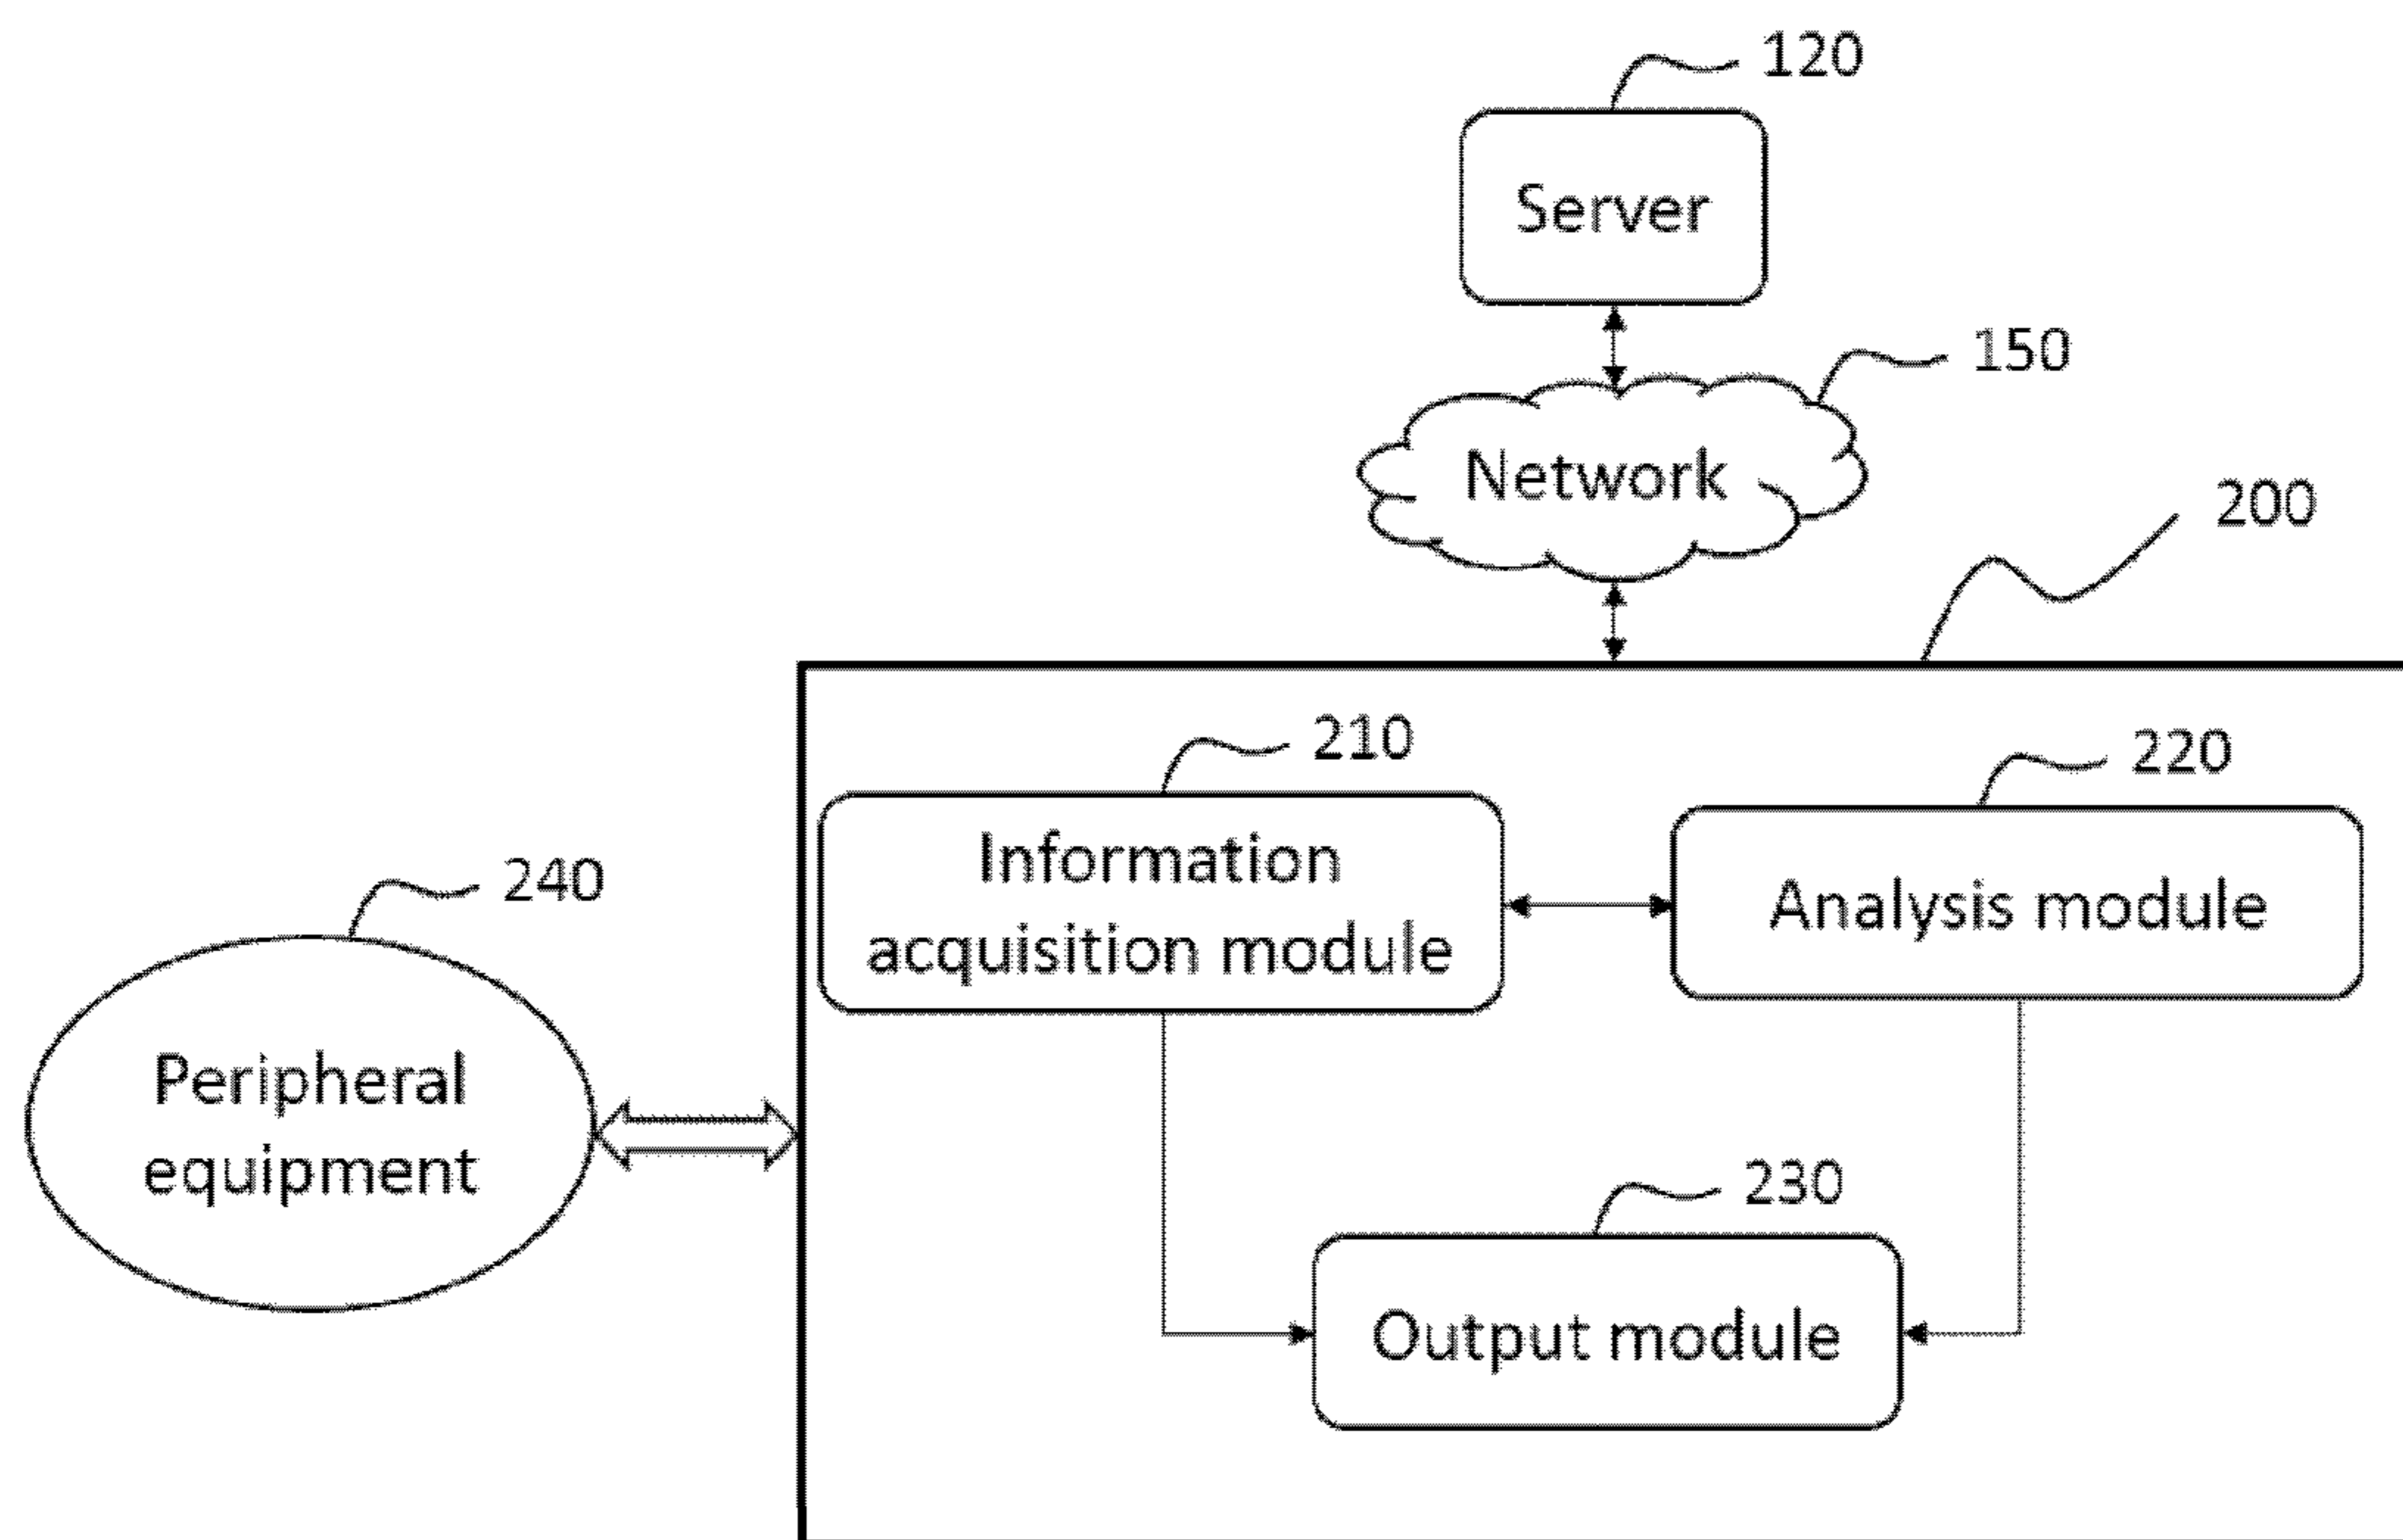 120
Server
150
Network
200
210
220
Information
acquisition module
Analysis module
240
Peripheral
equipment
230
Output module